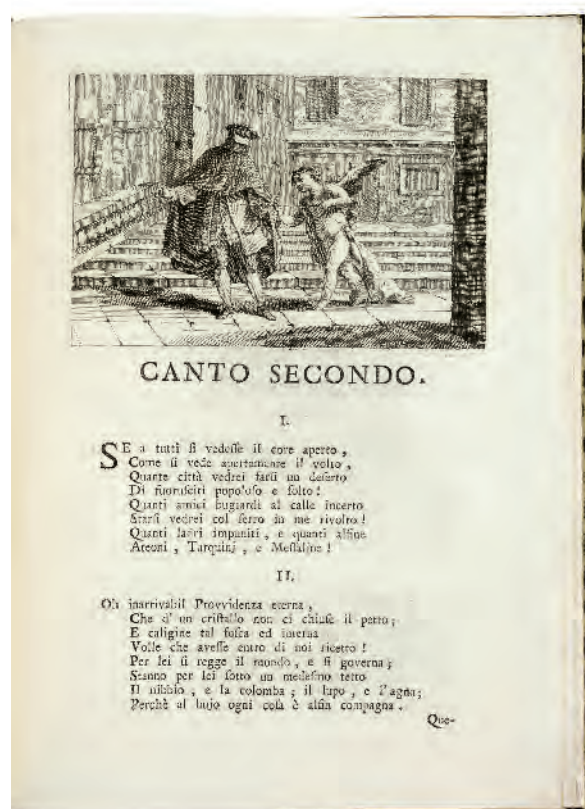 CANTO SECONDO.
I.
SE a tutti ſi vedeſſe il core aperto,
Come ſi vede apertamente il volto,
Quante città vedrei farſi un deſerto
Di fuoruſciti popoloſo e folto!
Quanti amici bugiardi al calle incerto
Starſi vedrei col ferro in me rivolto!
Quanti ladri impuniti, e quanti alfine
Ateoni, Tarquinj, e Meſſaline!
II.
Oh inarrivabil Provvidenza eterna,
Che d' un criſtallo non ci chiuſe il petto;
E caligine tal foſca ed interna
Volle che aveſſe entro di noi ricetto!
Per lei ſi regge il mondo, e ſi governa;
Stanno per lei ſotto un medeſmo tetto
Il nibbio, e la colomba; il lupo, e l'agna;
Perchè al bujo ogni coſa è alfin compagna.
Que-